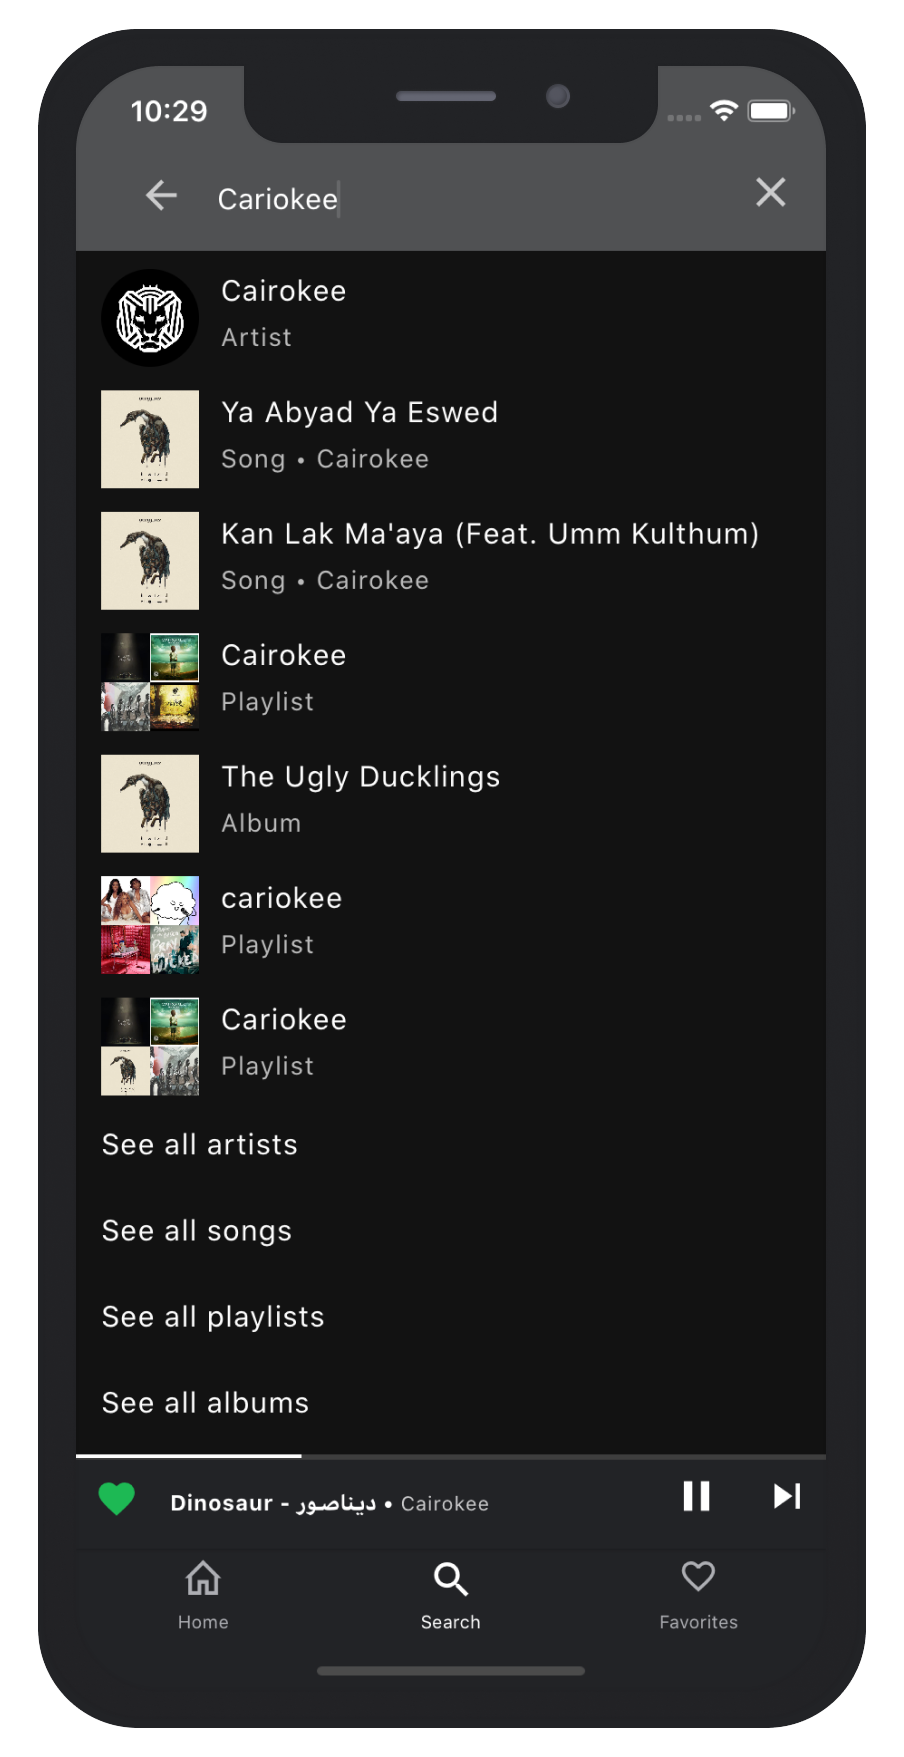 10:29
Cariokee
Cairokee
Artist
Ya Abyad Ya Eswed
Song • Cairokee
Kan Lak Ma'aya (Feat. Umm Kulthum)
Song • Cairokee
Cairokee
Playlist
The Ugly Ducklings
Album
cariokee
Playlist
Cariokee
Playlist
See all artists
See all songs
See all playlists
See all albums
Dinosaur - ديناصور • Cairokee
Home
Search
Favorites